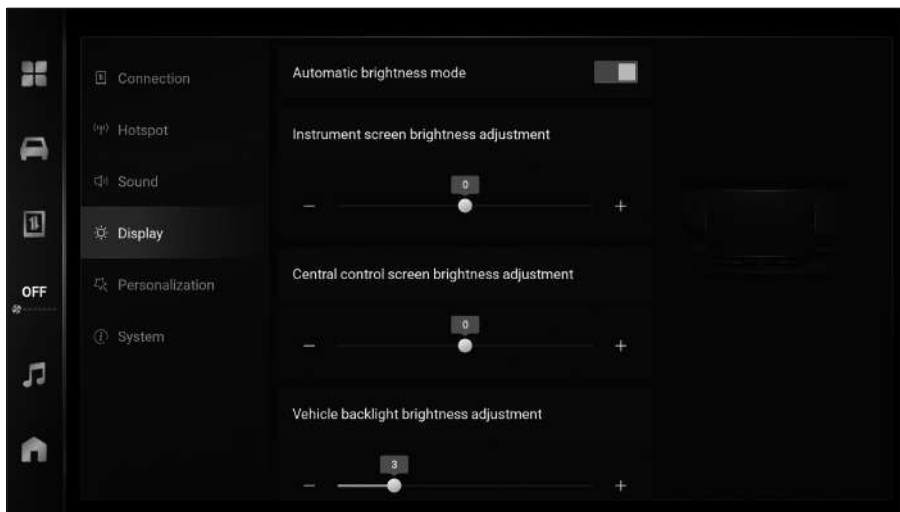 Connection
Hotspot
Sound
Display
Personalization
System
OFF
Automatic brightness mode
Instrument screen brightness adjustment
0
− +
Central control screen brightness adjustment
0
− +
Vehicle backlight brightness adjustment
3
− +